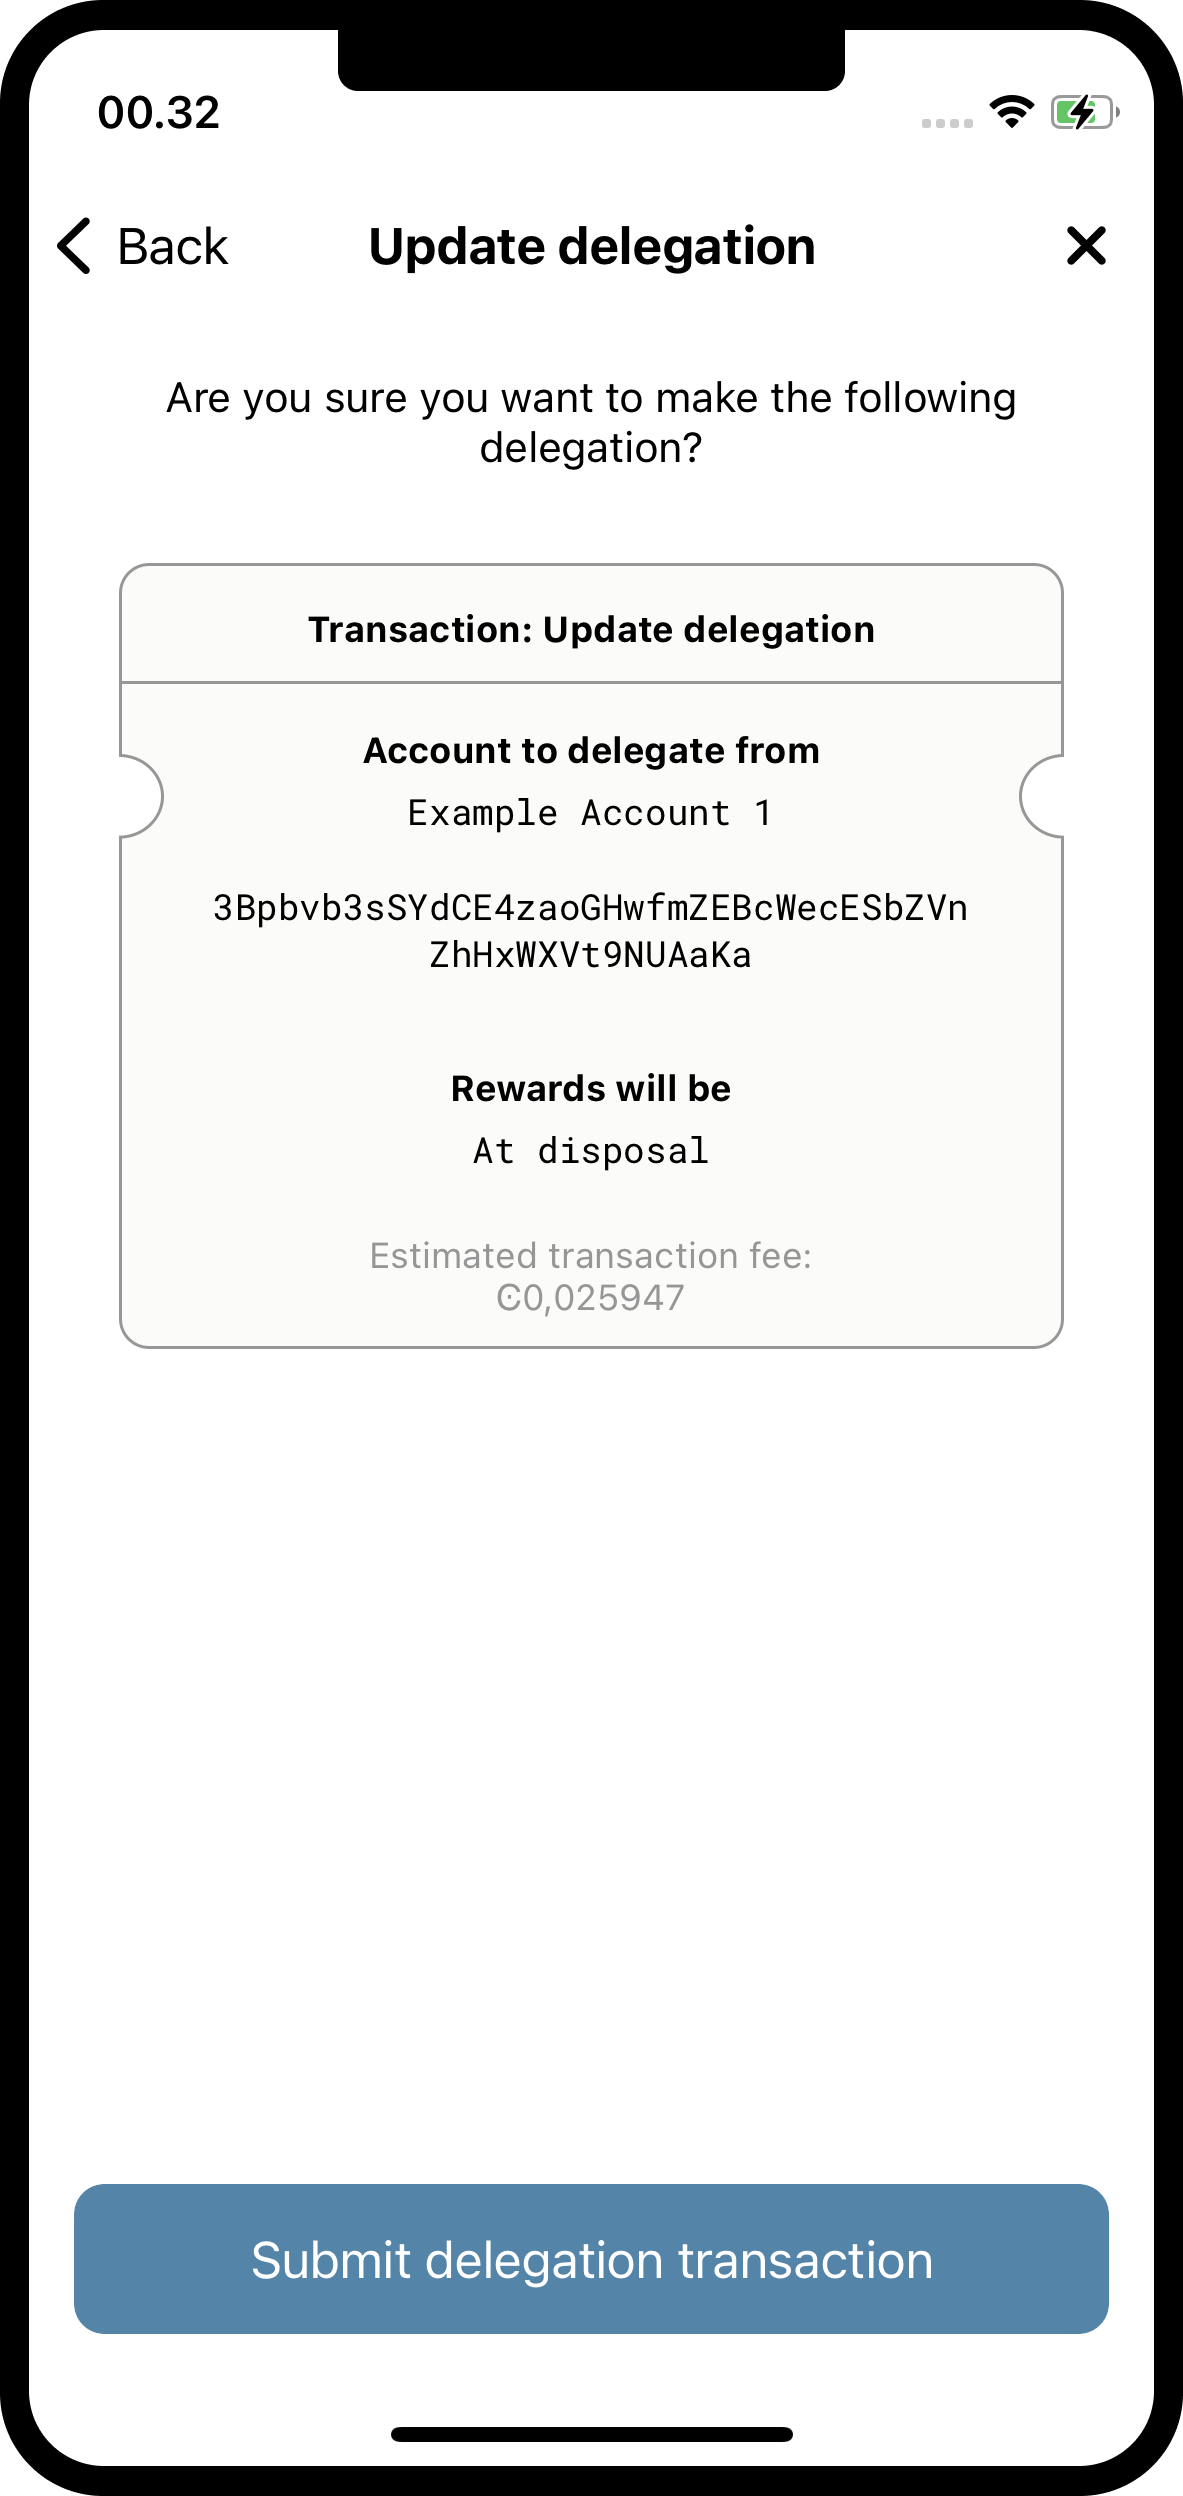 00.32
Back
Update delegation
Are you sure you want to make the following
delegation?
Transaction: Update delegation
Account to delegate from
Example Account 1
3Bpbvb3sSYdCE4zaoGHwfmZEBcWecESbZVn
ZhHxWXVt9NUAaKa
Rewards will be
At disposal
Estimated transaction fee:
Ͼ0,025947
Submit delegation transaction